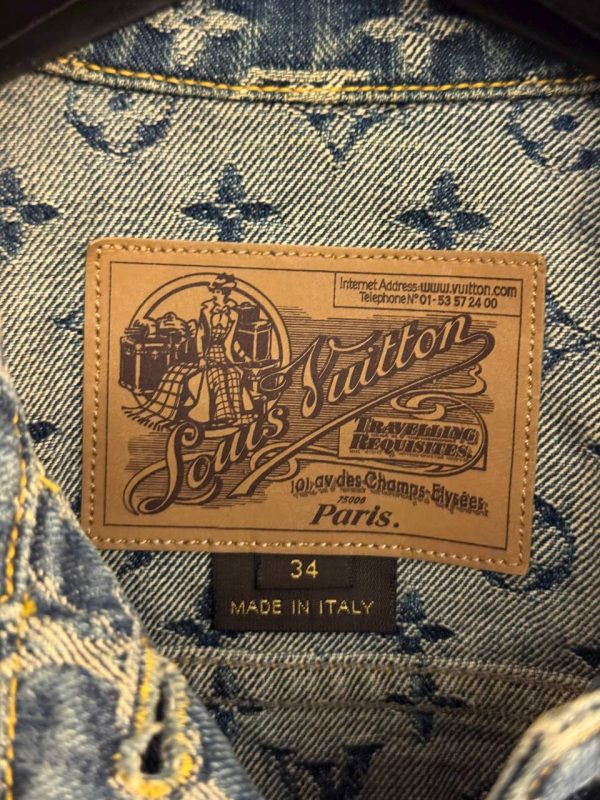 Internet Address: www.vuitton.com
Telephone N° 01-53 57 24 00
Louis Vuitton
TRAVELLING
REQUISITES
101, av des Champs-Elysées
75008
Paris.
34
MADE IN ITALY